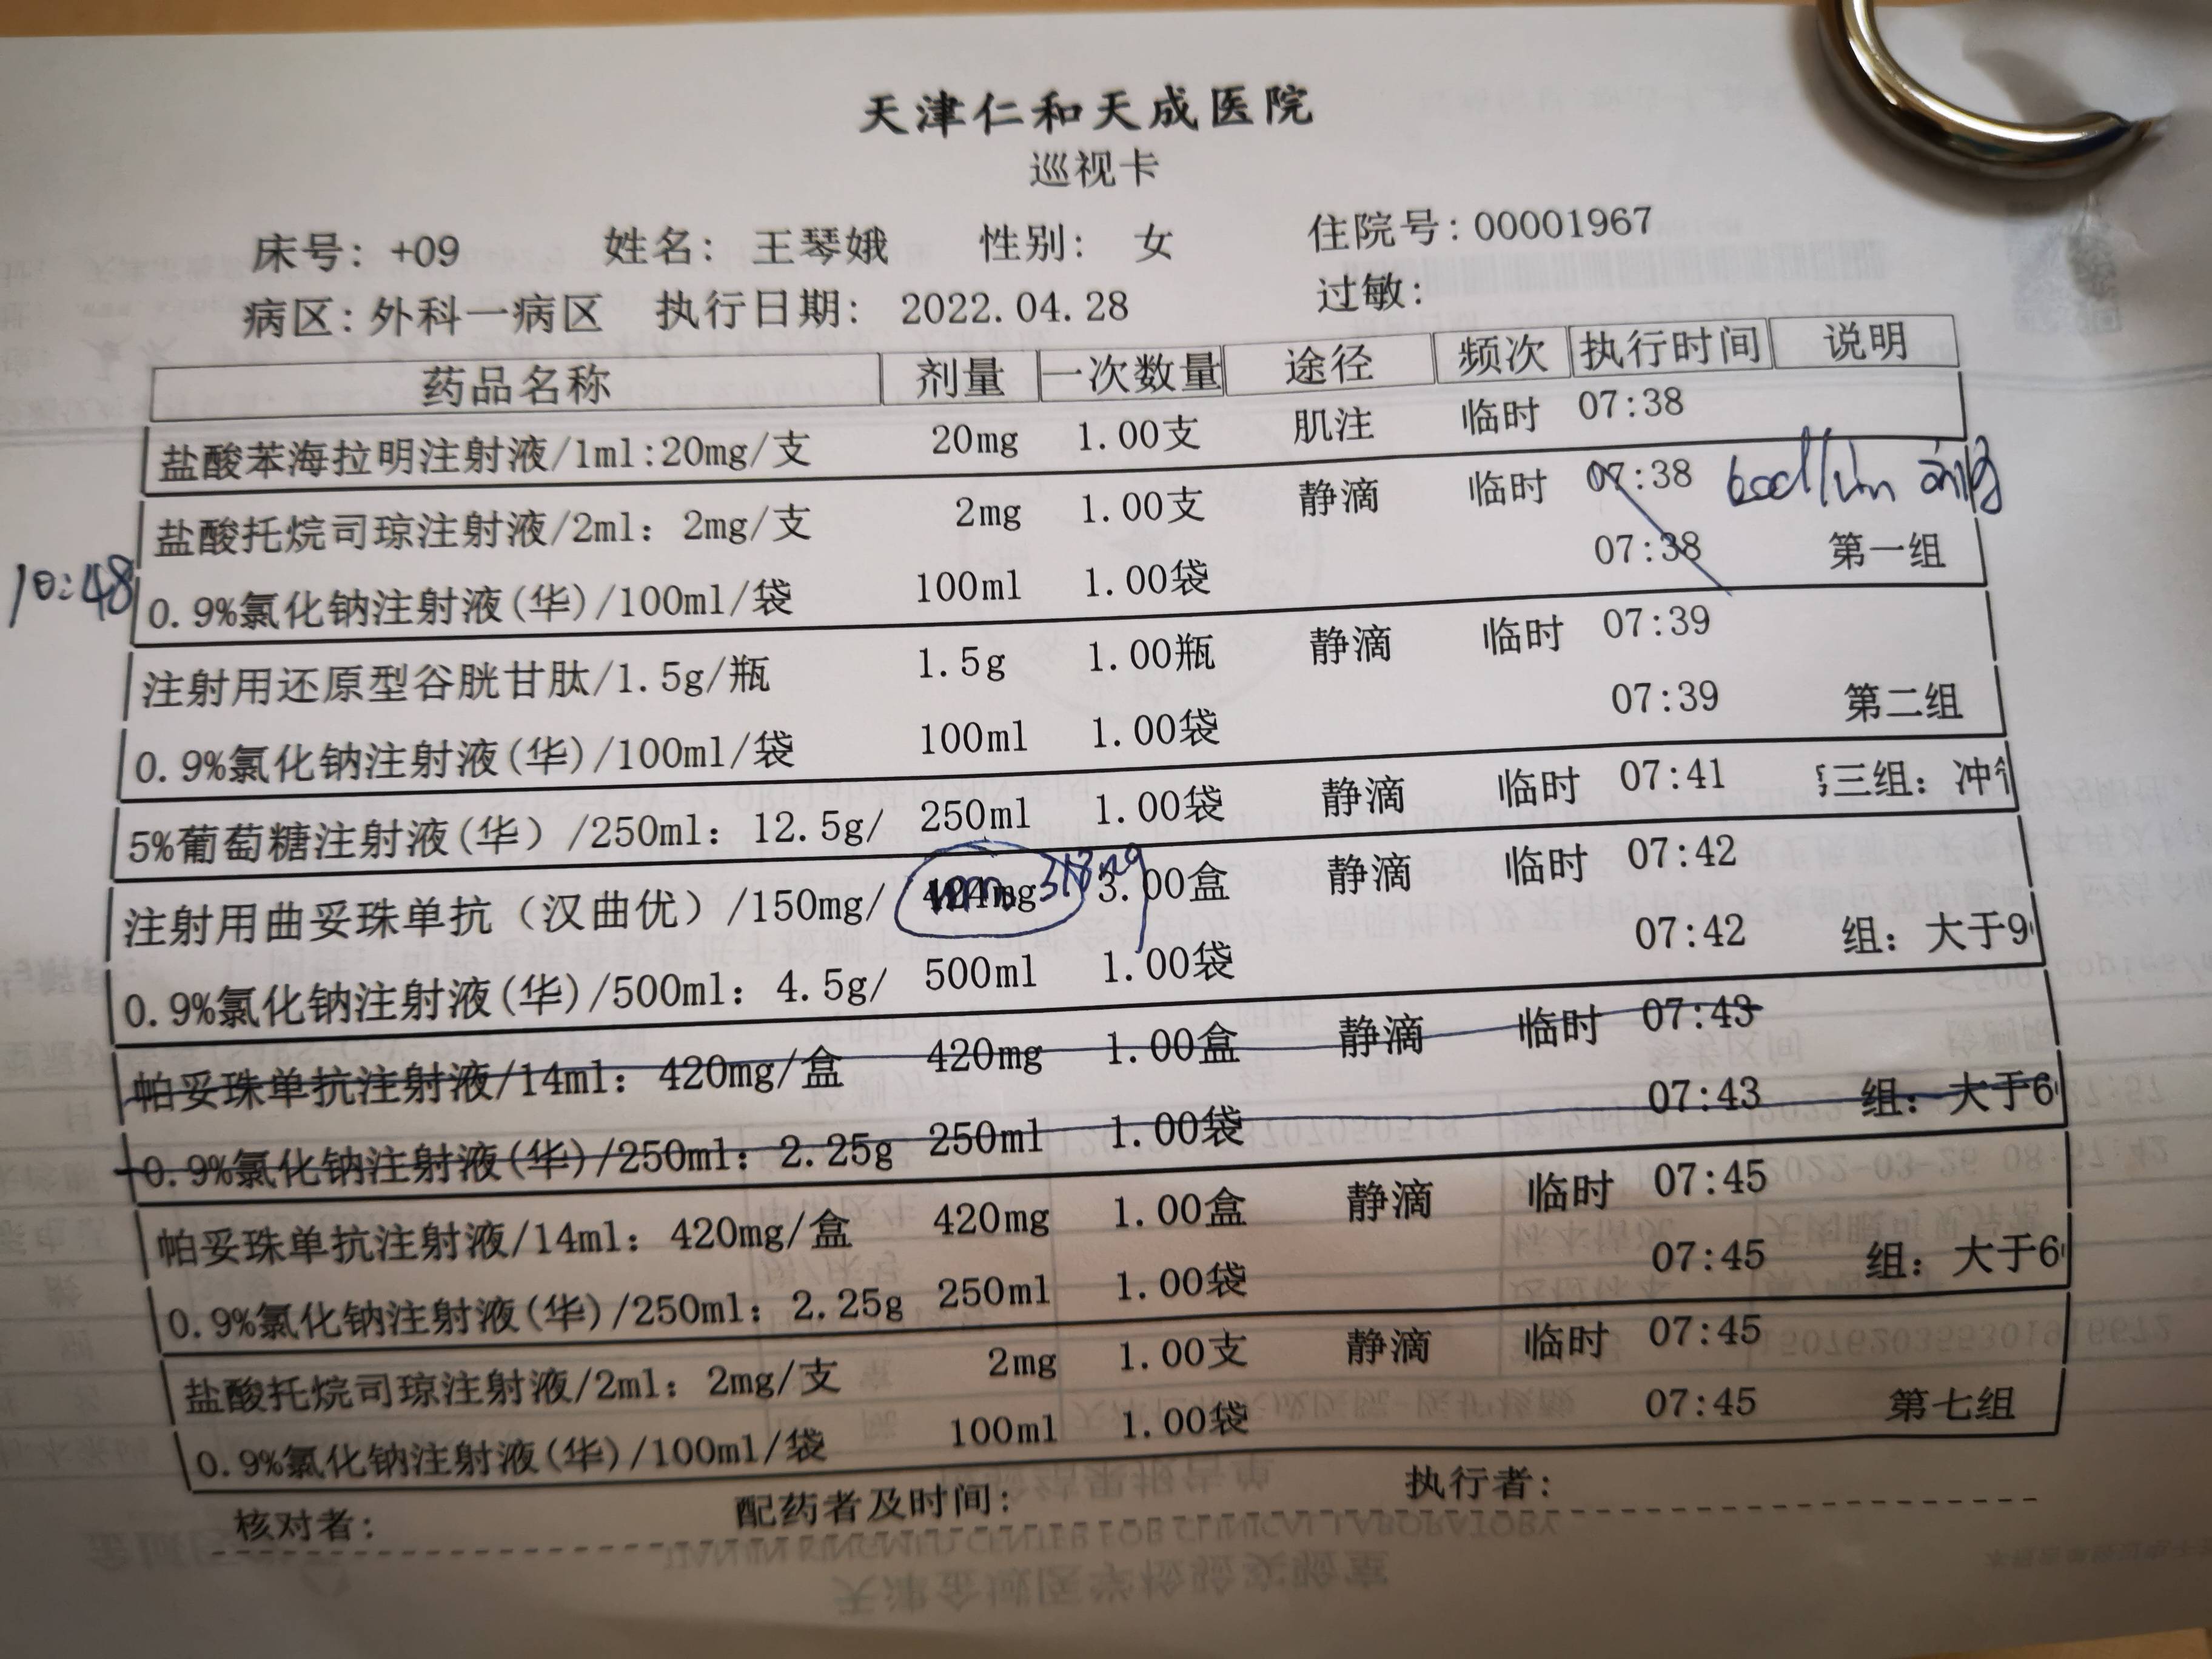 天津仁和天成医院
巡视卡
床号: +09 姓名: 王琴娥 性别: 女 住院号: 00001967
病区: 外科一病区 执行日期: 2022.04.28 过敏:
药品名称 剂量 一次数量 途径 频次 执行时间 说明
盐酸苯海拉明注射液/1ml:20mg/支 20mg 1.00支 肌注 临时 07:38
盐酸托烷司琼注射液/2ml: 2mg/支 2mg 1.00支 静滴 临时 07:38
10:48 0.9%氯化钠注射液(华)/100ml/袋 100ml 1.00袋 07:38 第一组
注射用还原型谷胱甘肽/1.5g/瓶 1.5g 1.00瓶 静滴 临时 07:39
0.9%氯化钠注射液(华)/100ml/袋 100ml 1.00袋 07:39 第二组
5%葡萄糖注射液(华) /250ml: 12.5g/ 250ml 1.00袋 静滴 临时 07:41 三组: 冲
注射用曲妥珠单抗（汉曲优）/150mg/ 318mg 3.00盒 静滴 临时 07:42
0.9%氯化钠注射液(华)/500ml: 4.5g/ 500ml 1.00袋 07:42 组: 大于9
帕妥珠单抗注射液/14ml: 420mg/盒 420mg 1.00盒 静滴 临时 07:43
0.9%氯化钠注射液(华)/250ml: 2.25g 250ml 1.00袋 07:43 组: 大于6
帕妥珠单抗注射液/14ml: 420mg/盒 420mg 1.00盒 静滴 临时 07:45
0.9%氯化钠注射液(华)/250ml: 2.25g 250ml 1.00袋 07:45 组: 大于6
盐酸托烷司琼注射液/2ml: 2mg/支 2mg 1.00支 静滴 临时 07:45
0.9%氯化钠注射液(华)/100ml/袋 100ml 1.00袋 07:45 第七组
核对者: 配药者及时间: 执行者: